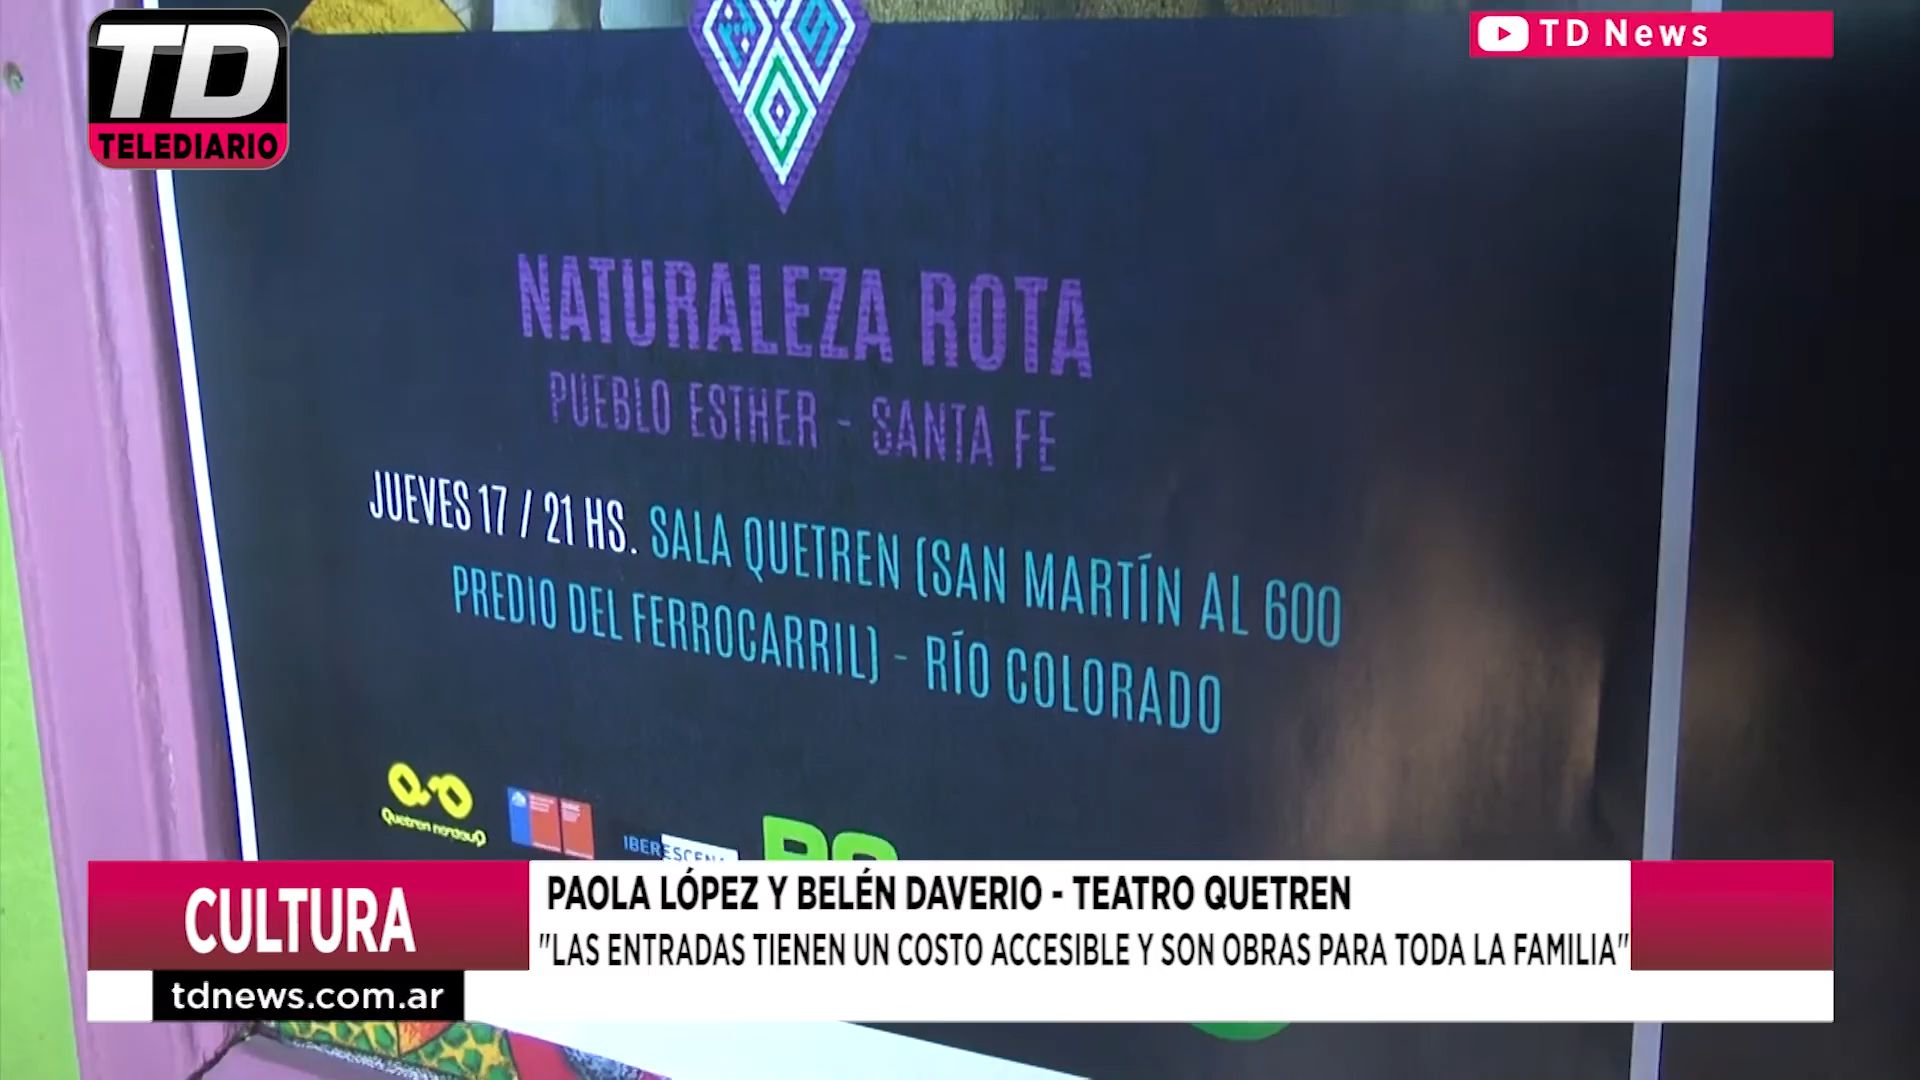 TD
TELEDIARIO
TD News
NATURALEZA ROTA
PUEBLO ESTHER - SANTA FE
JUEVES 17 / 21 HS. SALA QUETREN (SAN MARTÍN AL 600
PREDIO DEL FERROCARRIL) - RÍO COLORADO
Quetren
IBERESCENA
CULTURA
PAOLA LÓPEZ Y BELÉN DAVERIO - TEATRO QUETREN
"LAS ENTRADAS TIENEN UN COSTO ACCESIBLE Y SON OBRAS PARA TODA LA FAMILIA"
tdnews.com.ar